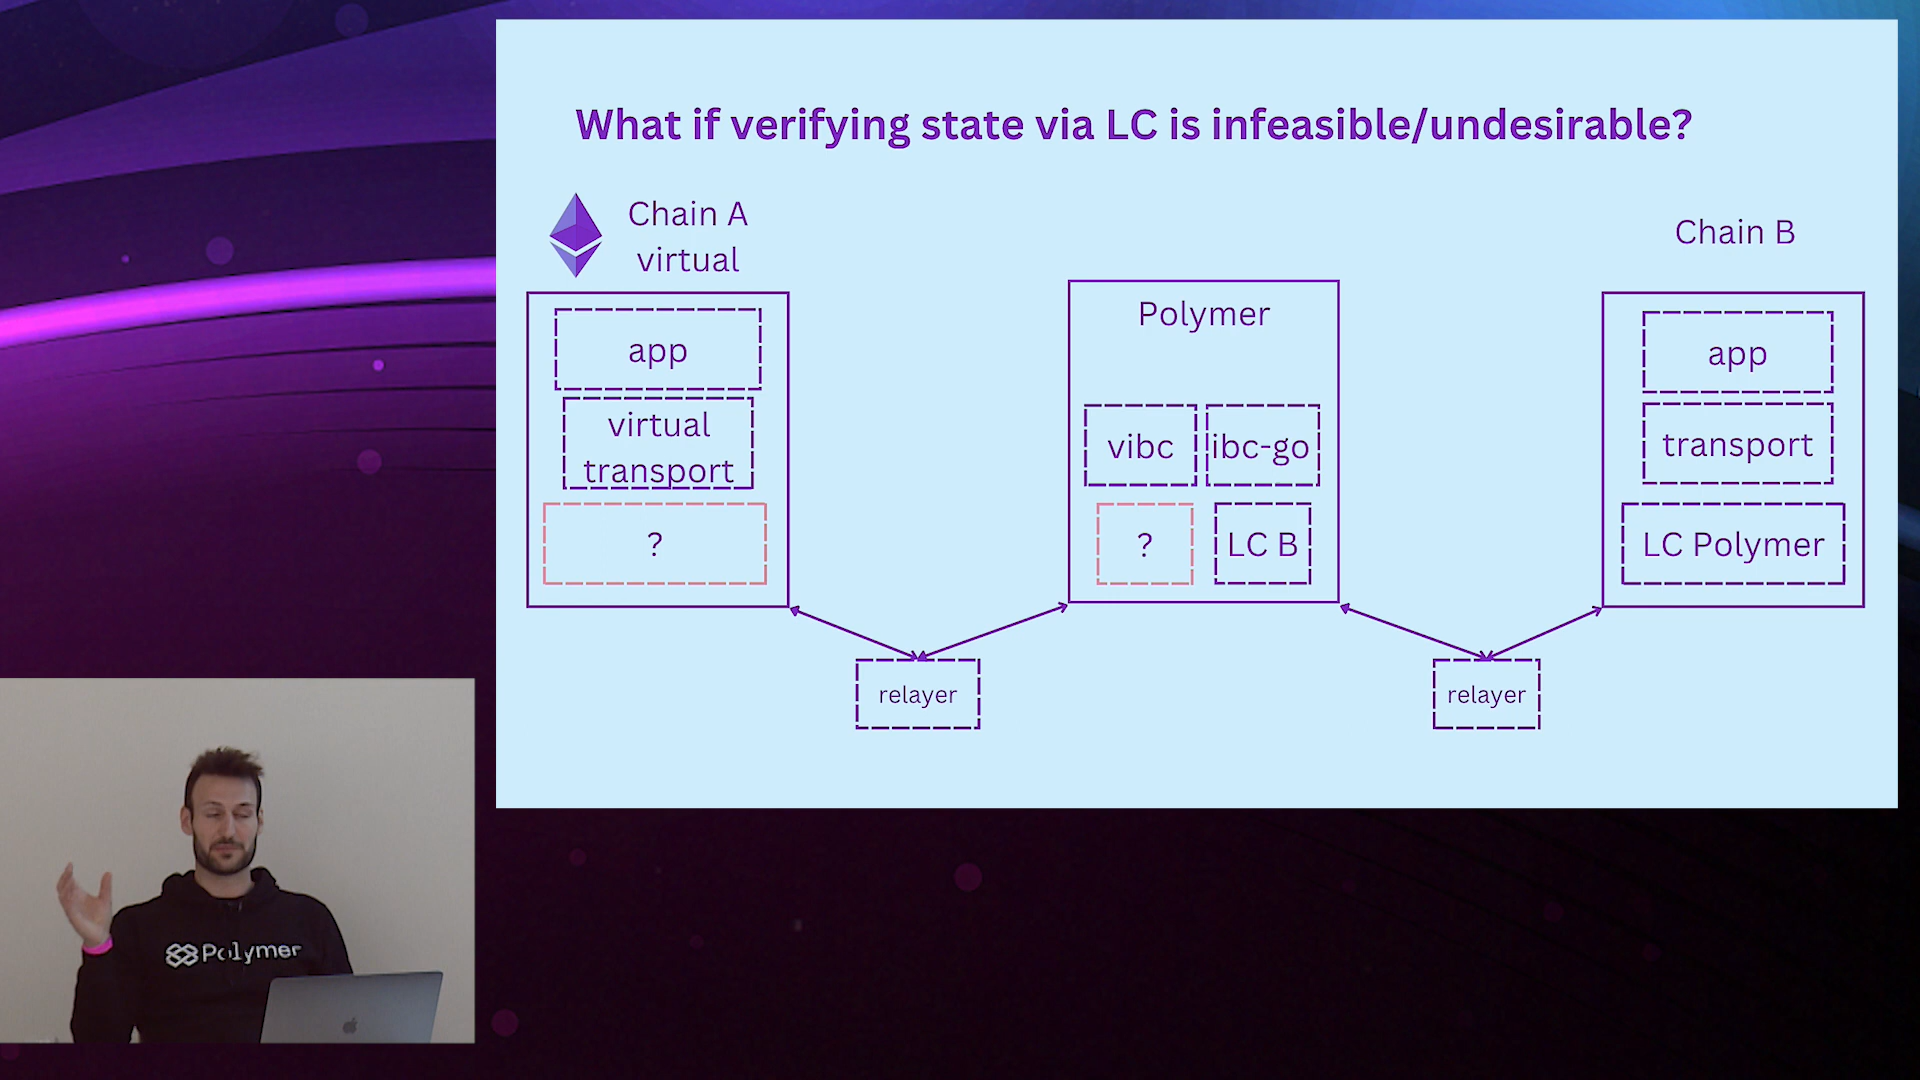 What if verifying state via LC is infeasible/undesirable?
Chain A
virtual
app
virtual
transport
?
Polymer
vibc
ibc-go
?
LC B
Chain B
app
transport
LC Polymer
relayer
relayer
Polymer